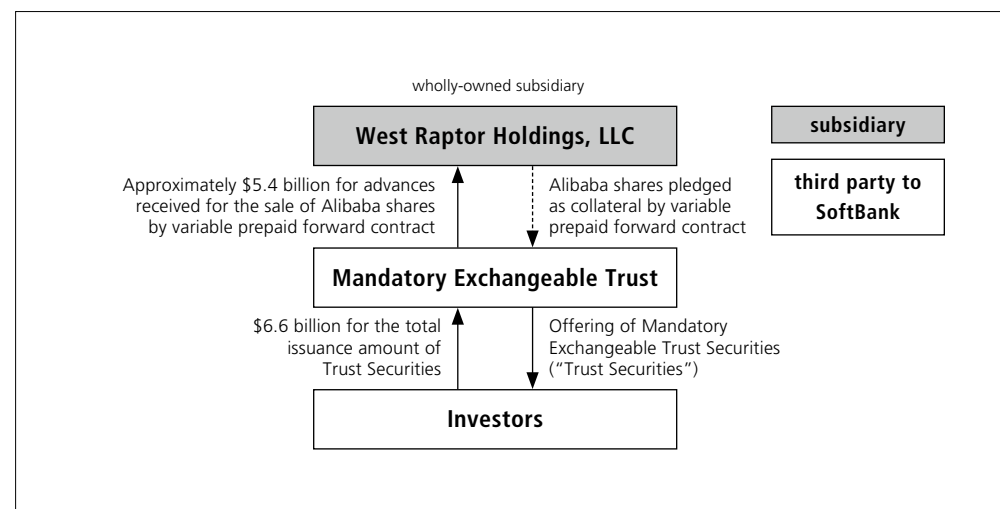 wholly-owned subsidiary
West Raptor Holdings, LLC
subsidiary
third party to
SoftBank
Approximately $5.4 billion for advances
received for the sale of Alibaba shares
by variable prepaid forward contract
Alibaba shares pledged
as collateral by variable
prepaid forward contract
Mandatory Exchangeable Trust
$6.6 billion for the total
issuance amount of
Trust Securities
Offering of Mandatory
Exchangeable Trust Securities
(“Trust Securities”)
Investors